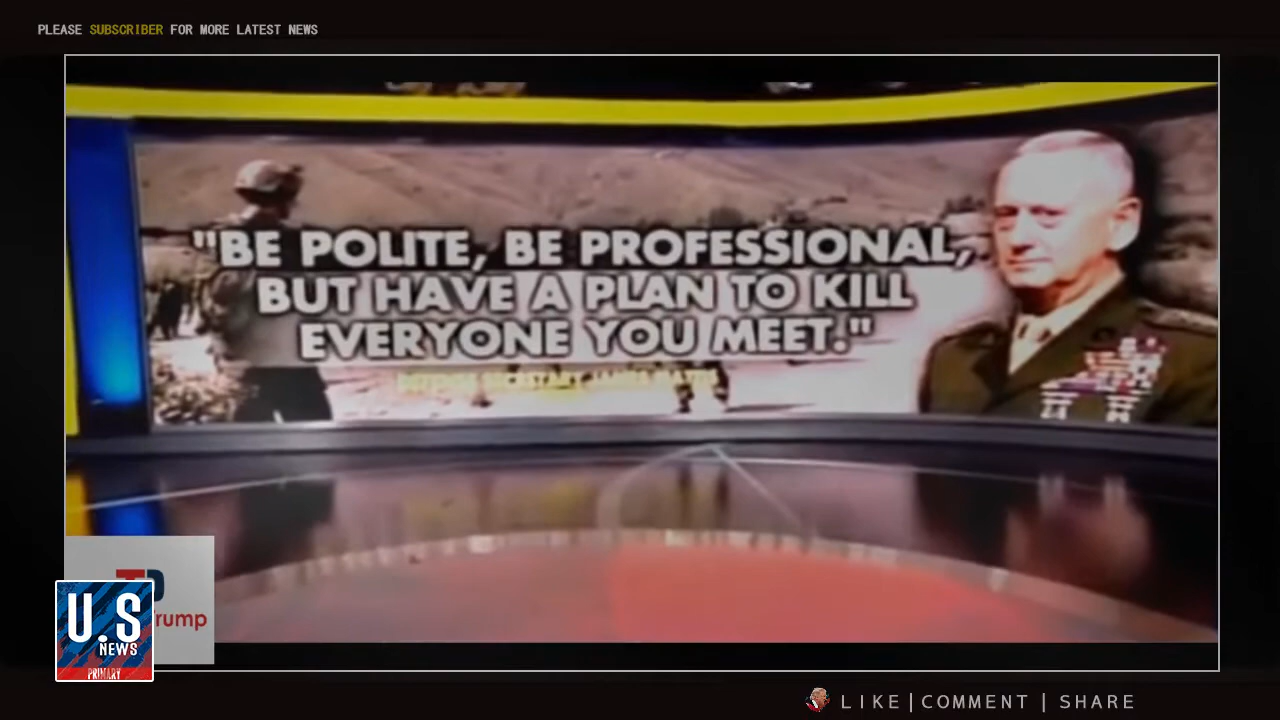 PLEASE SUBSCRIBER FOR MORE LATEST NEWS
"BE POLITE, BE PROFESSIONAL,
BUT HAVE A PLAN TO KILL
EVERYONE YOU MEET."
rump
U.S
NEWS
PRIMARY
LIKE|COMMENT | SHARE